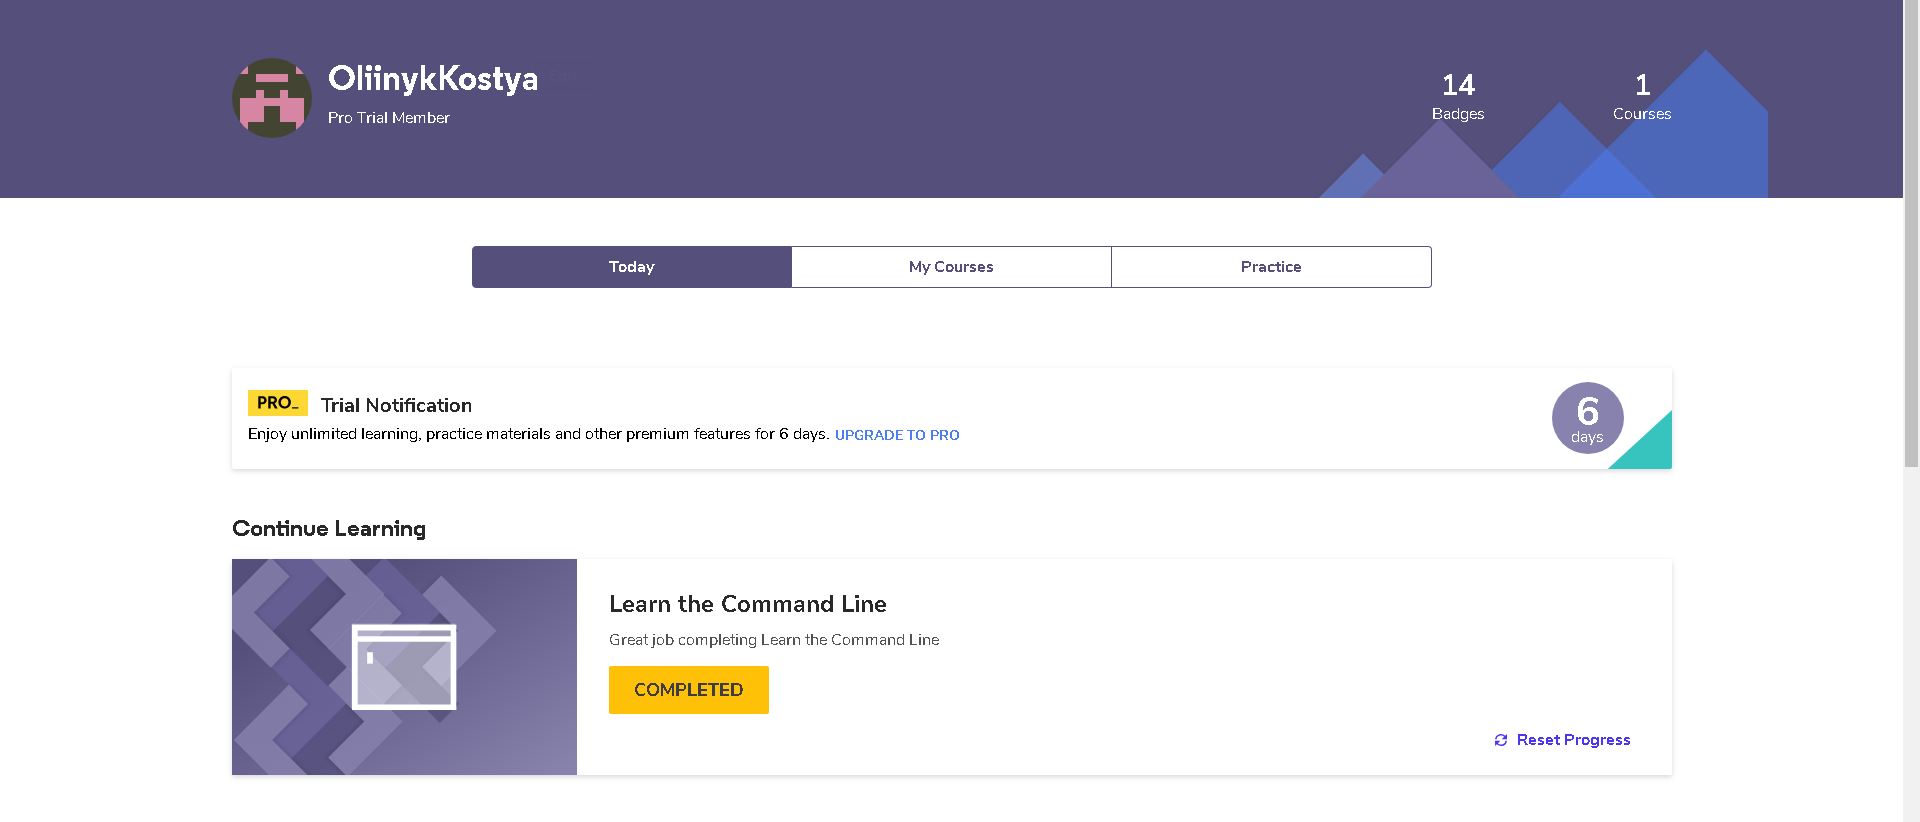 OliinykKostya
Pro Trial Member
14
Badges
1
Courses
Today
My Courses
Practice
PRO_ Trial Notification
Enjoy unlimited learning, practice materials and other premium features for 6 days. UPGRADE TO PRO
6
days
Continue Learning
Learn the Command Line
Great job completing Learn the Command Line
COMPLETED
Reset Progress